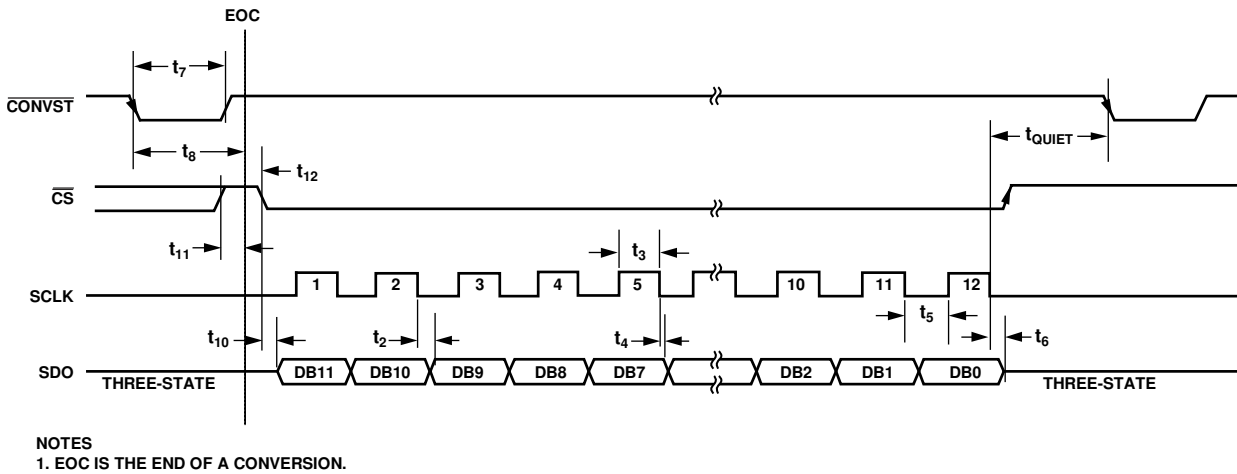 EOC
t7
CONVST
tQUIET
t8
t12
CS
t11
t3
SCLK 1 2 3 4 5 10 11 12
t5
t10 t2 t4 t6
SDO THREE-STATE DB11 DB10 DB9 DB8 DB7 DB2 DB1 DB0 THREE-STATE
NOTES
1. EOC IS THE END OF A CONVERSION.